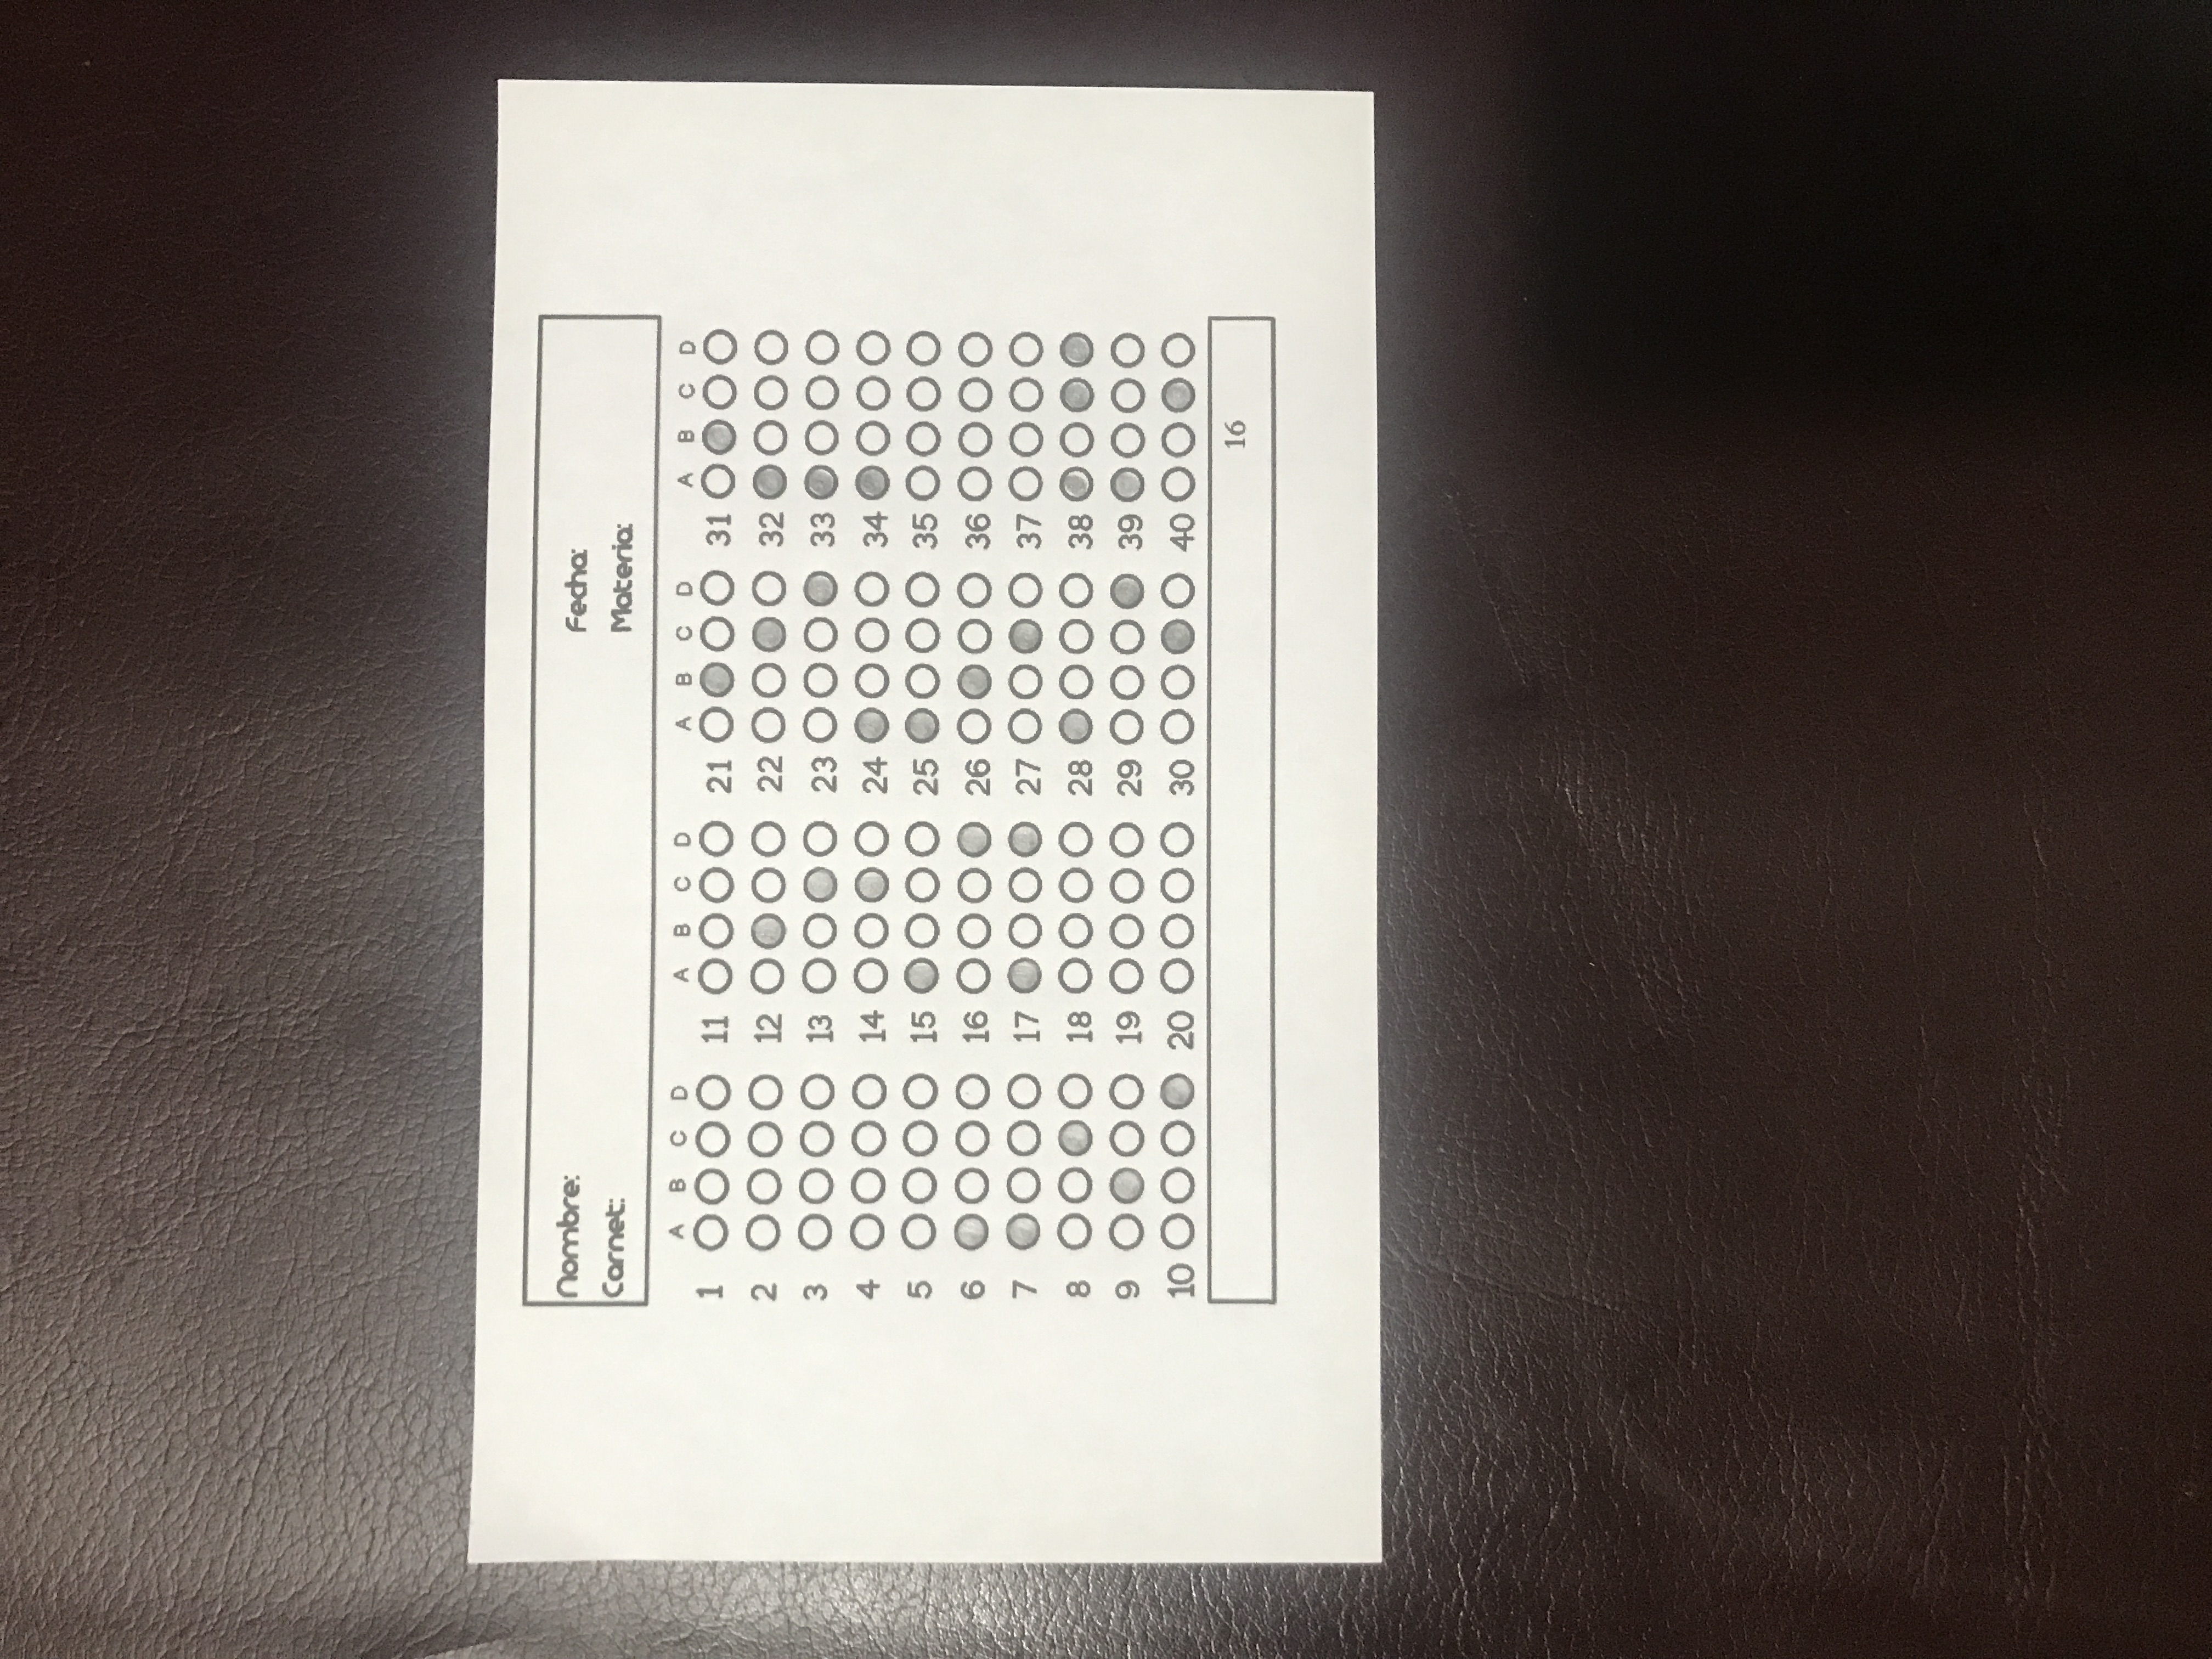 Nombre: Fecha:
Carnet: Materia:
A B C D A B C D A B C D A B C D
1 11 21 31
2 12 22 32
3 13 23 33
4 14 24 34
5 15 25 35
6 16 26 36
7 17 27 37
8 18 28 38
9 19 29 39
10 20 30 40
16